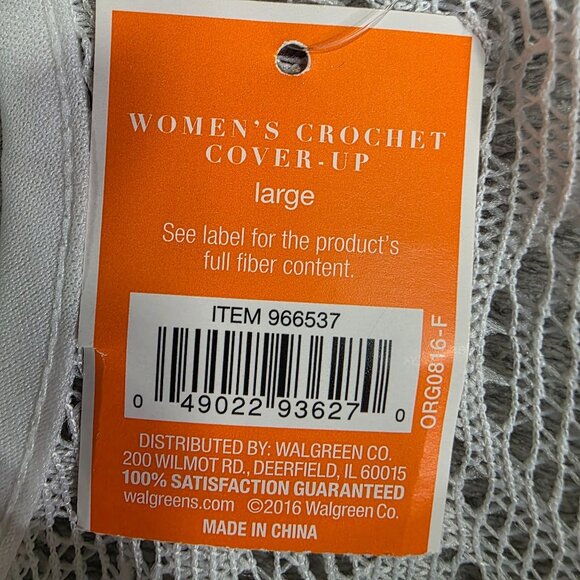 WOMEN'S CROCHET
COVER-UP
large
See label for the product's
full fiber content.
ITEM 966537
0 49022 93627 0
ORG0816-F
DISTRIBUTED BY: WALGREEN CO.
200 WILMOT RD., DEERFIELD, IL 60015
100% SATISFACTION GUARANTEED
walgreens.com ©2016 Walgreen Co.
MADE IN CHINA